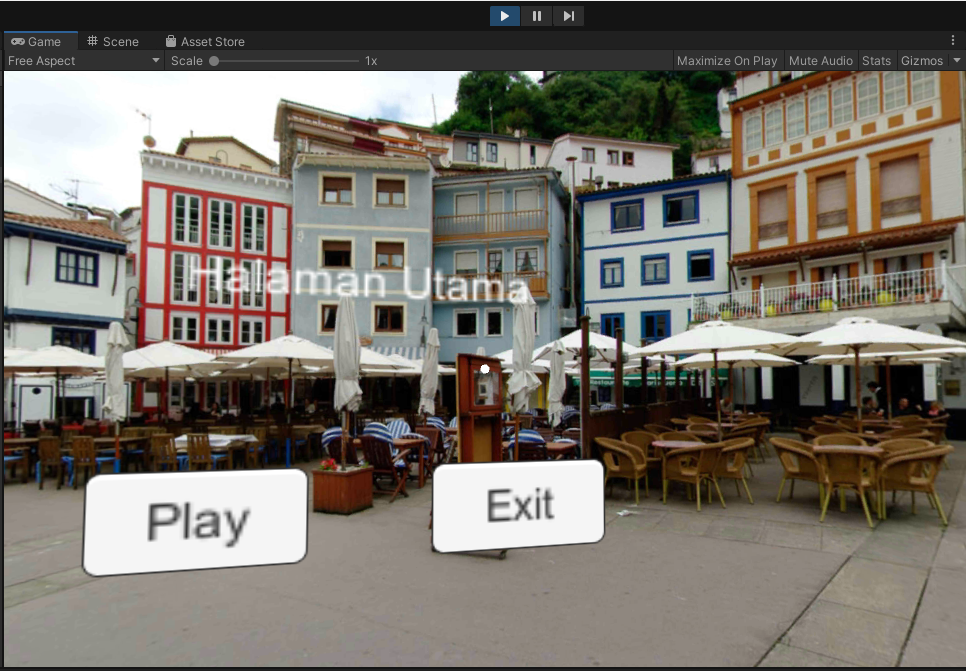 Game
Scene
Asset Store
Free Aspect
Scale
1x
Maximize On Play
Mute Audio
Stats
Gizmos
Halaman Utama
Play
Exit